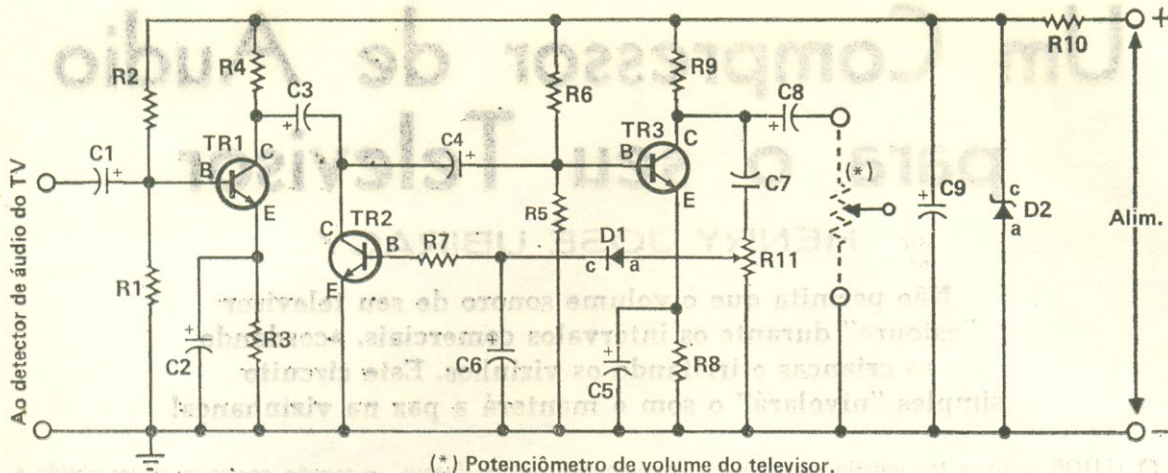 Um Compressor de Áudio
para o seu Televisor
HENRY JOSÉ
Não permita que o volume sonoro de seu televisor
"estoure" durante os intervalos comerciais, acordando
crianças e os vizinhos. Este circuito
simples "nivelará" o som e manterá a paz na vizinhança!
R10 +
R2 R4 C3 R6 R9 C8
TR1 C4 TR3
C1 + B C E B C E (*)
C7 C9 D2 c a Alim.
TR2 R5
C B E R7 D1 c a R11
R1
Ao detector de áudio do TV
C2 R3 C6 C5 R8
-
(*) Potenciômetro de volume do televisor.